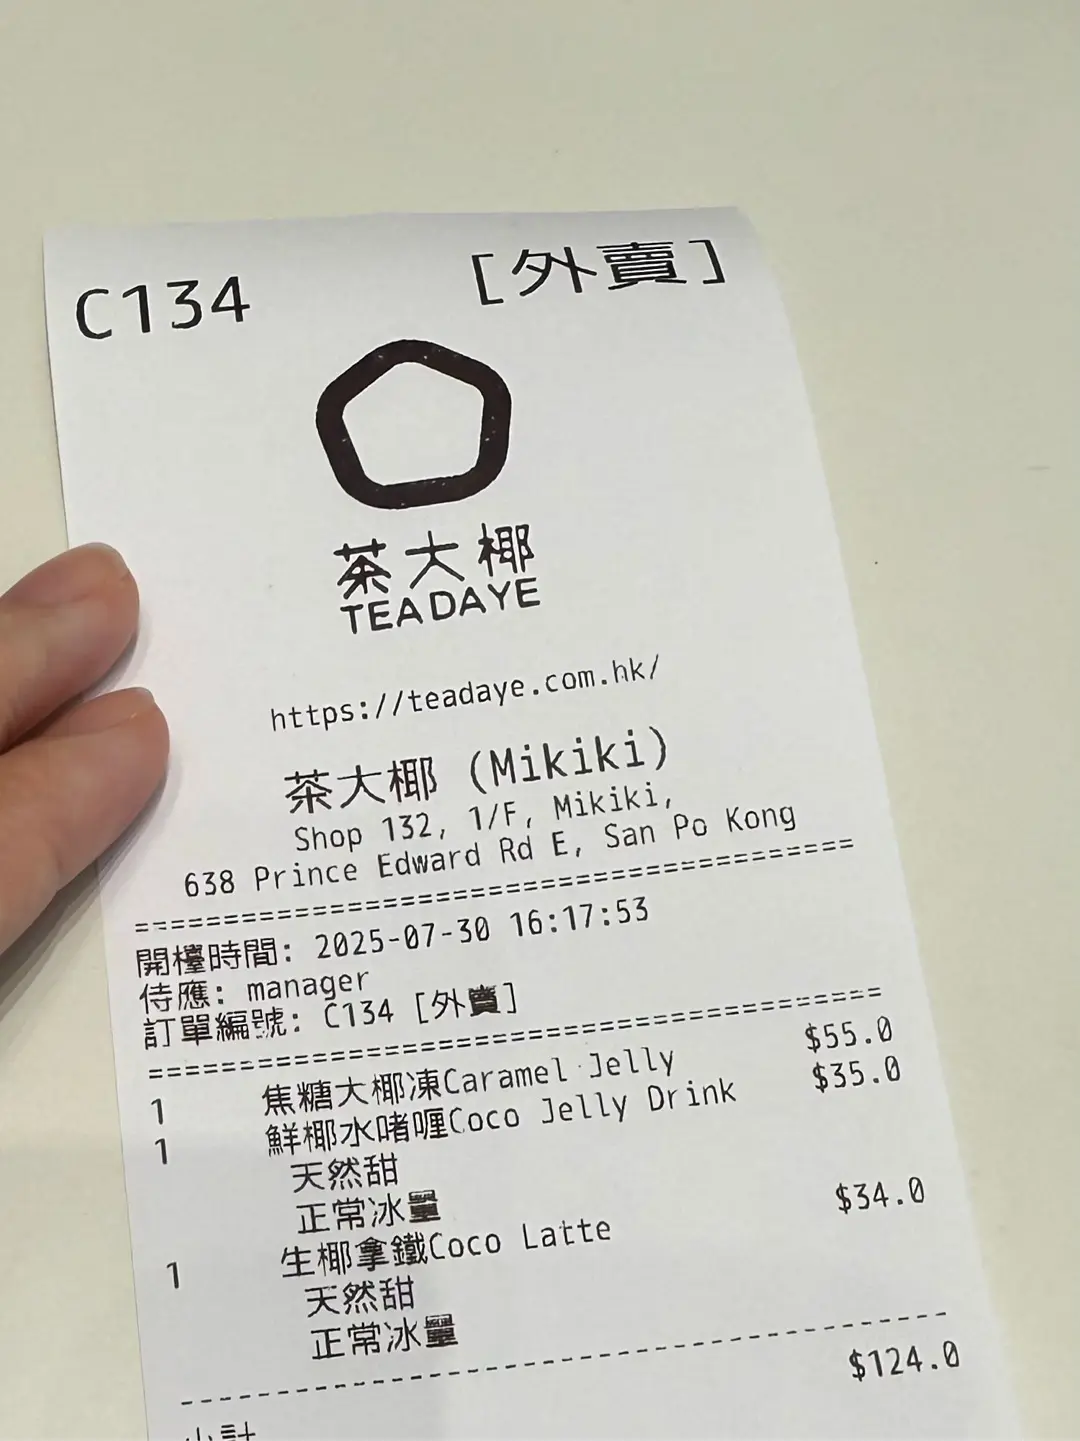 C134 [外賣]
茶大椰
TEADAYE
https://teadaye.com.hk/
茶大椰 (Mikiki)
Shop 132, 1/F, Mikiki,
638 Prince Edward Rd E, San Po Kong
=====================================
開檯時間: 2025-07-30 16:17:53
侍應: manager
訂單編號: C134 [外賣]
=====================================
1 焦糖大椰凍Caramel Jelly $55.0
1 鮮椰水啫喱Coco Jelly Drink $35.0
天然甜
正常冰量
1 生椰拿鐵Coco Latte $34.0
天然甜
正常冰量
-------------------------------------
小計 $124.0